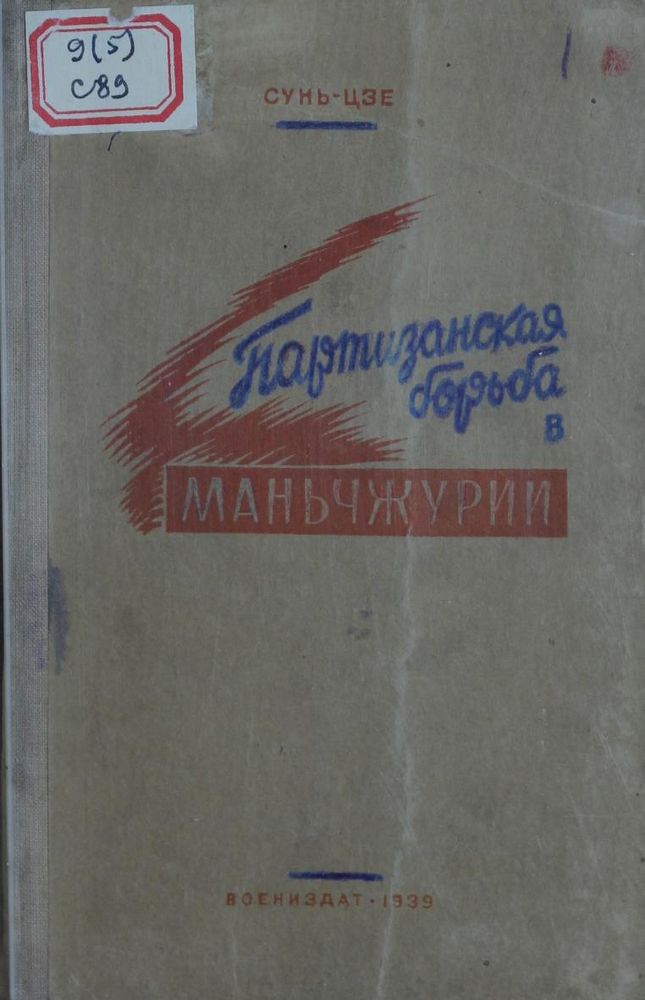 9(5)
С89
СУНЬ-ЦЗЕ
Партизанская
борьба
в
МАНЬЧЖУРИИ
ВОЕНИЗДАТ · 1939